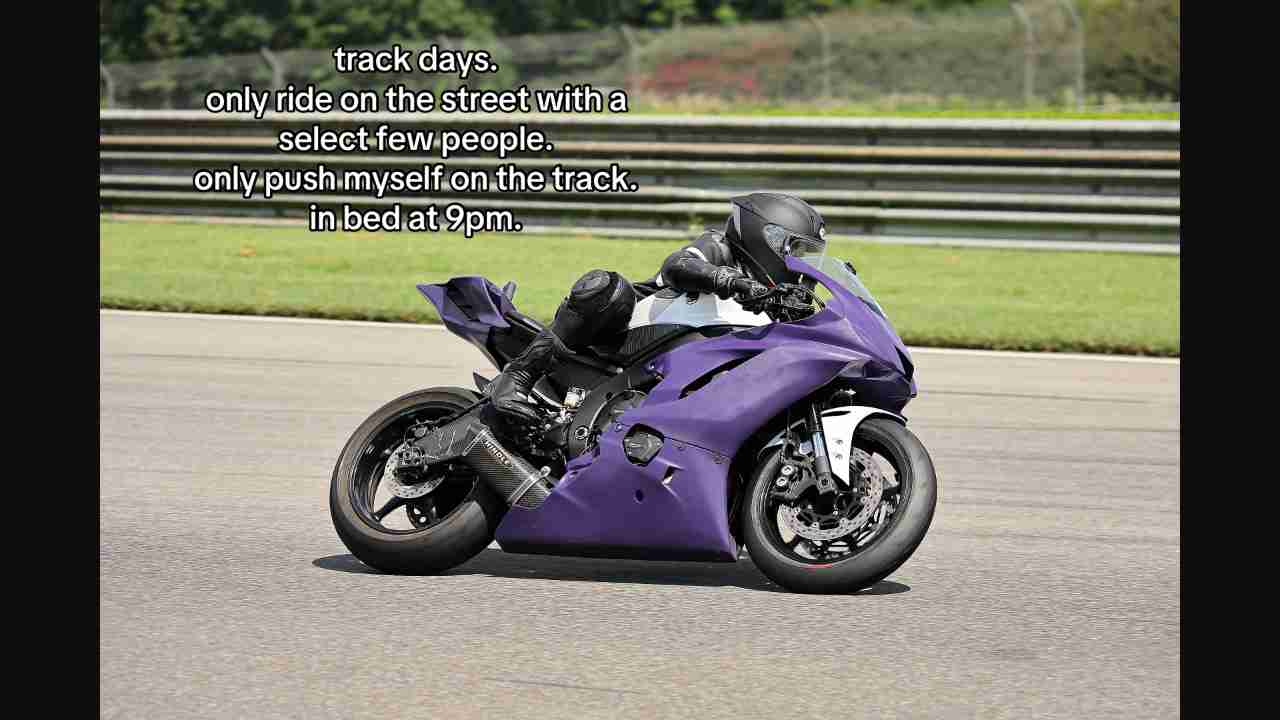 track days.
only ride on the street with a
select few people.
only push myself on the track.
in bed at 9pm.
HINDLE